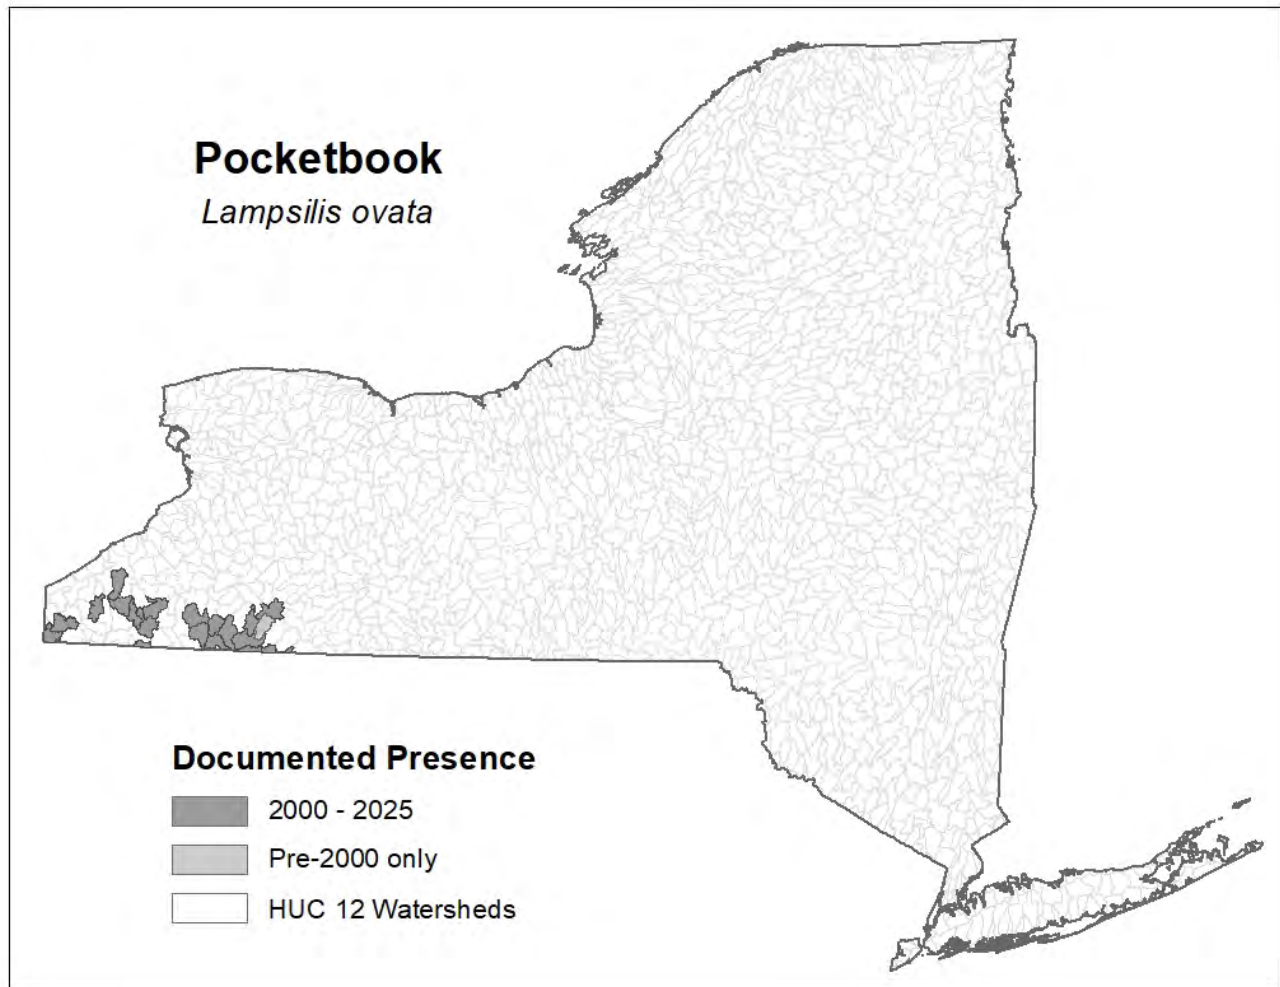 Pocketbook
Lampsilis ovata
Documented Presence
2000 - 2025
Pre-2000 only
HUC 12 Watersheds